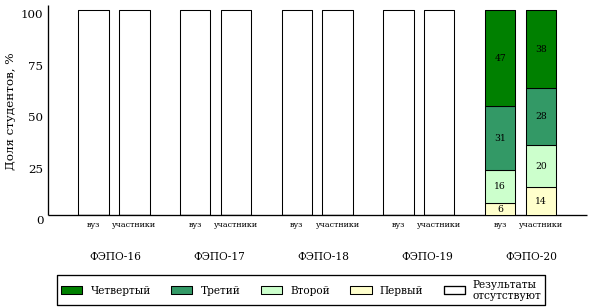 Доля студентов, %
100
75
50
25
0
47
31
16
6
38
28
20
14
вуз участники вуз участники вуз участники вуз участники вуз участники
ФЭПО-16 ФЭПО-17 ФЭПО-18 ФЭПО-19 ФЭПО-20
Четвертый Третий Второй Первый Результаты
отсутствуют